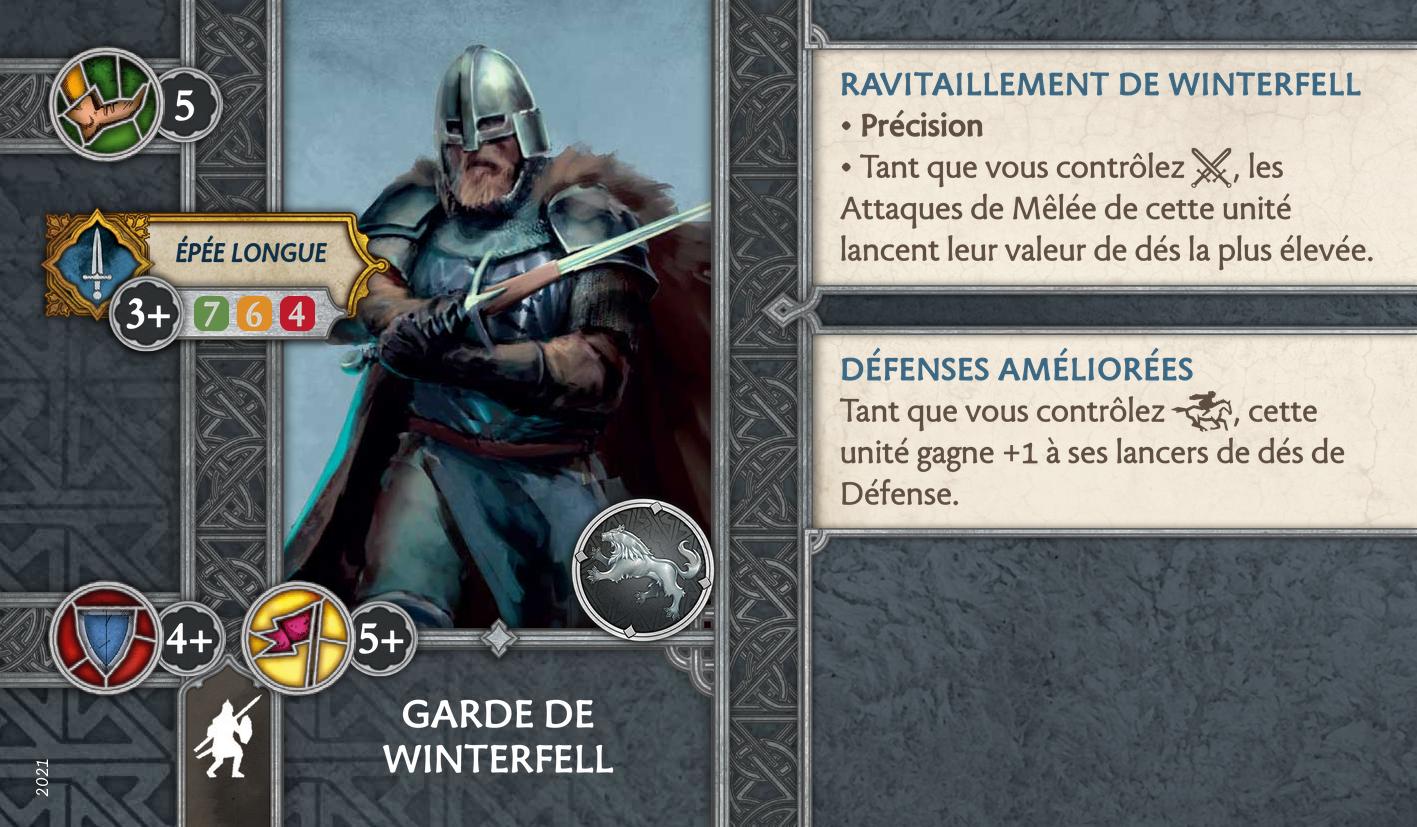 5
ÉPÉE LONGUE
3+ 7 6 4
4+ 5+
GARDE DE
WINTERFELL
2021
RAVITAILLEMENT DE WINTERFELL
• Précision
• Tant que vous contrôlez , les
Attaques de Mêlée de cette unité
lancent leur valeur de dés la plus élevée.
DÉFENSES AMÉLIORÉES
Tant que vous contrôlez , cette
unité gagne +1 à ses lancers de dés de
Défense.